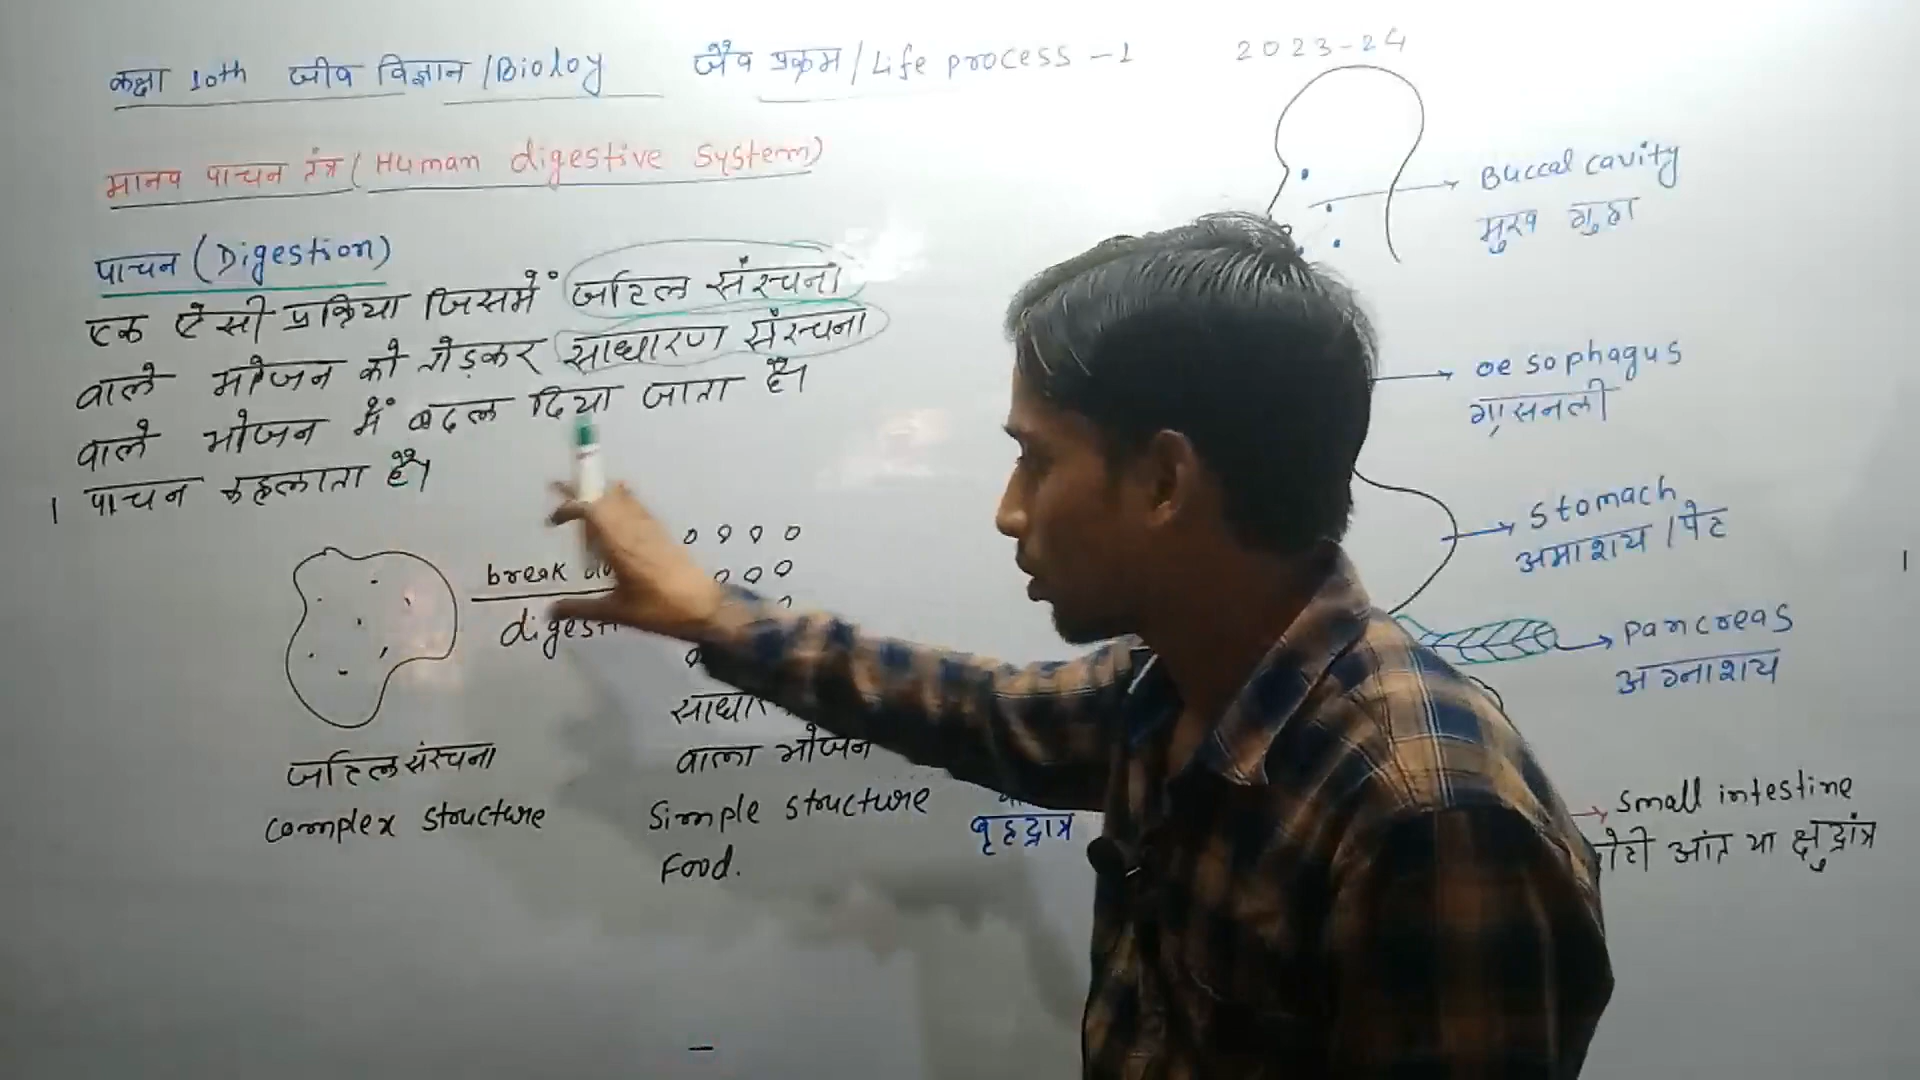 कक्षा 10th जीव विज्ञान/Bioloy जैव प्रक्रम/Life process -1 2023-24
मानव पाचन तंत्र (Human digestive system)
पाचन (Digestion)
एक ऐसी प्रक्रिया जिसमें जटिल संरचना
वाले भोजन को तोड़कर साधारण संरचना
वाले भोजन में बदल दिया जाता है।
पाचन कहलाता है।
break
digesti
जटिल संरचना
complex structure
साधार
वाला भोजन
Simple structure
Food.
Buccal cavity
मुख गुहा
oesophagus
ग्रासनली
Stomach
अमाशय/पेट
pancreas
अग्नाशय
Small intestine
आंत या क्षुद्रांत्र
बृहद्रांत्र